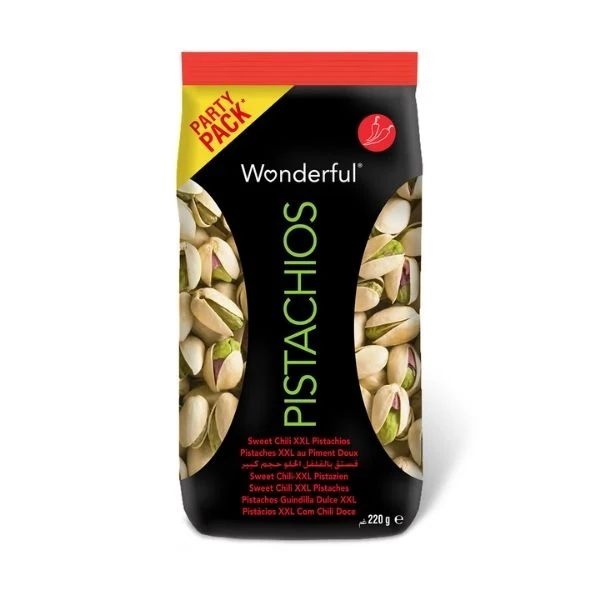 PARTY
PACK*
Wonderful®
PISTACHIOS
Sweet Chili XXL Pistachios
Pistaches XXL au Piment Doux
فستق بالفلفل الحلو حجم كبير
Sweet Chili XXL Pistazien
Sweet Chili XXL Pistaches
Pistaches Guindilla Dulce XXL
Pistácios XXL Com Chili Doce
220 g غم ℮